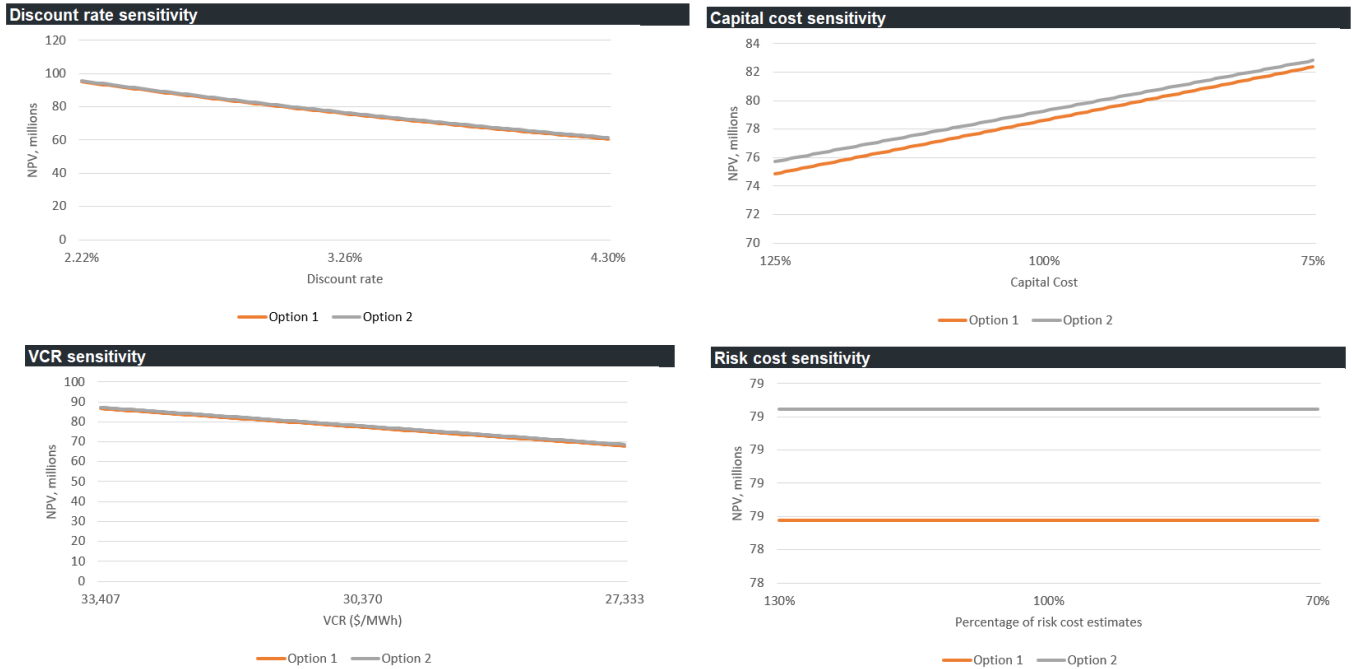 Discount rate sensitivity
120
100
80
60
40
20
0
NPV, millions
2.22% 3.26% 4.30%
Discount rate
Option 1 Option 2
Capital cost sensitivity
84
82
80
78
76
74
72
70
NPV, millions
125% 100% 75%
Capital Cost
Option 1 Option 2
VCR sensitivity
100
90
80
70
60
50
40
30
20
10
0
NPV, millions
33,407 30,370 27,333
VCR ($/MWh)
Option 1 Option 2
Risk cost sensitivity
79
79
79
79
79
78
78
NPV, millions
130% 100% 70%
Percentage of risk cost estimates
Option 1 Option 2